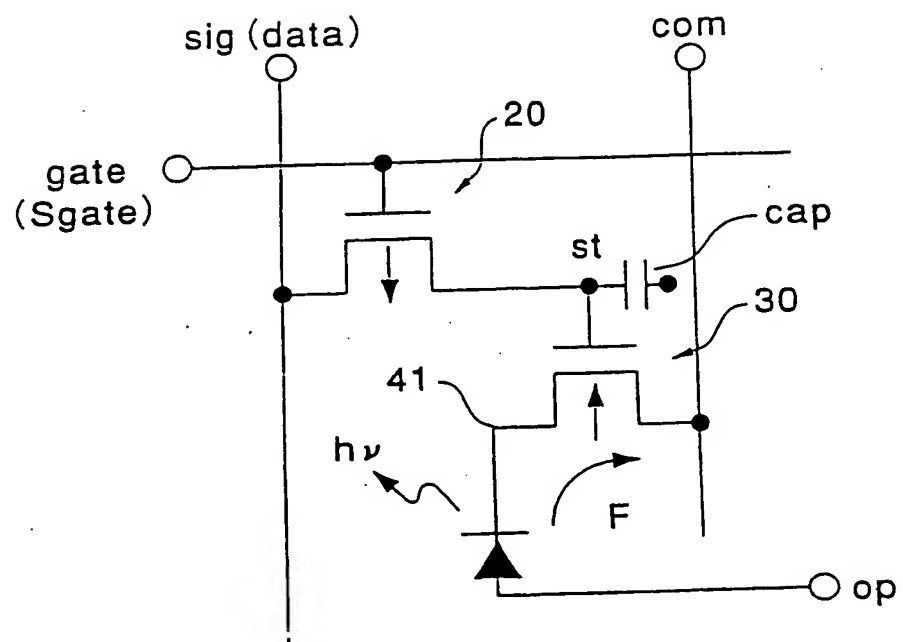 sig (data)
com
20
gate
(Sgate)
cap
st
30
41
hν
F
op